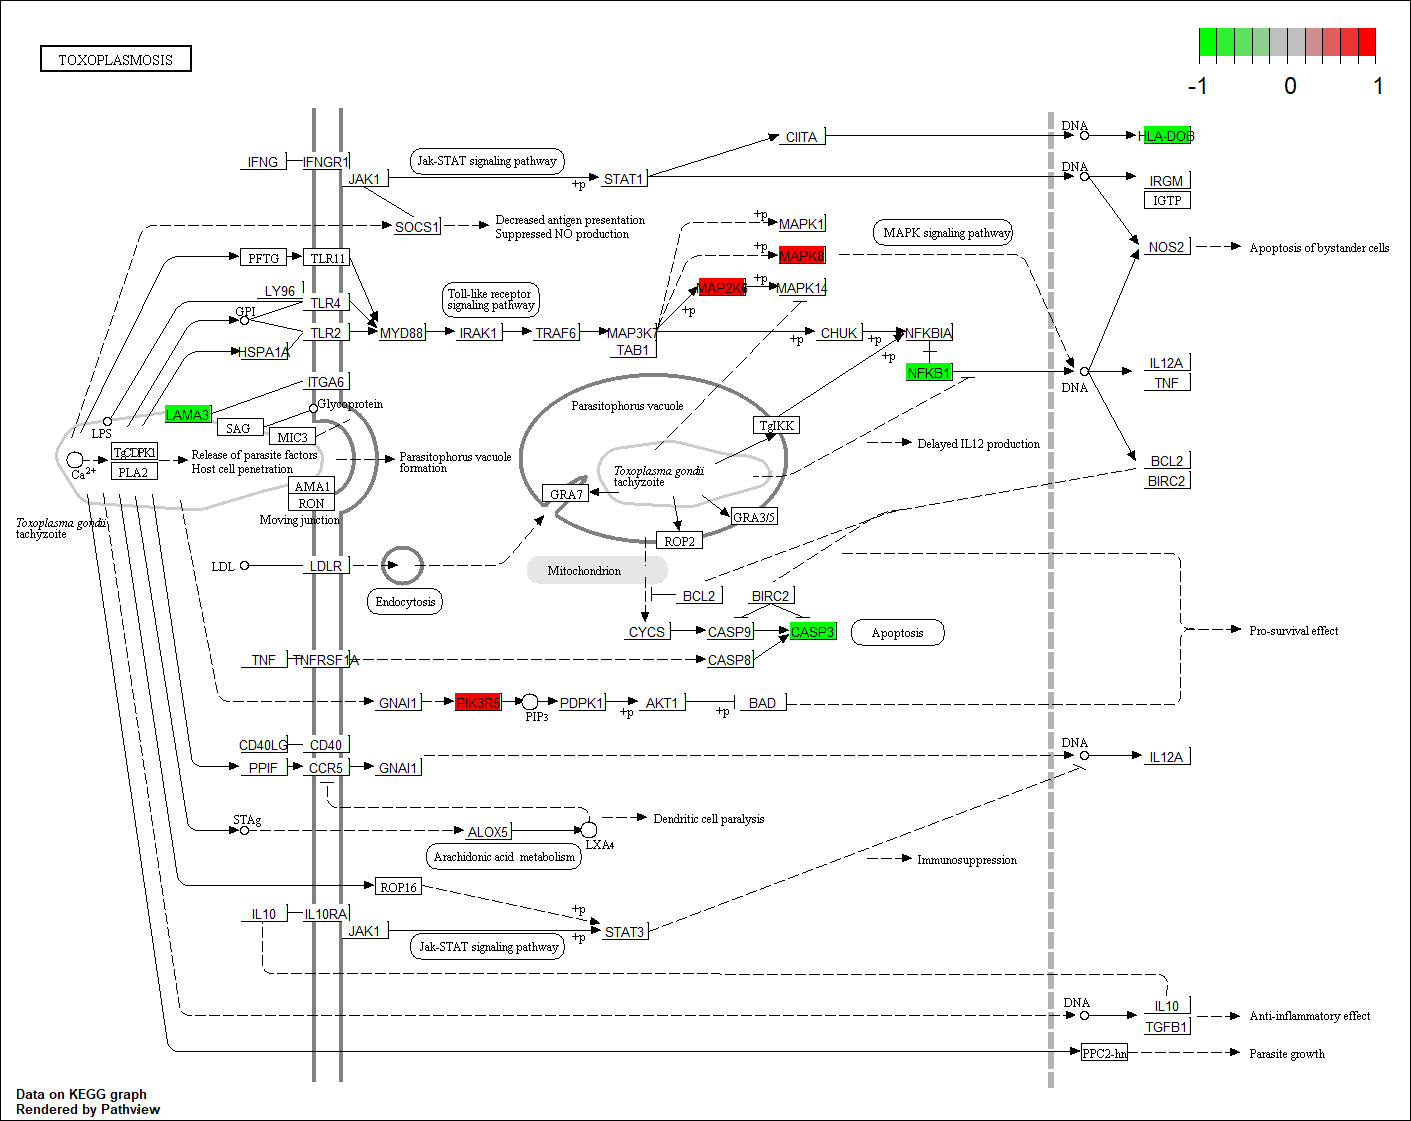 TOXOPLASMOSIS
-1 0 1
DNA
CIITA
HLA-DOB
IFNG
IFNGR1
Jak-STAT signaling pathway
JAK1
+p
STAT1
DNA
IRGM
IGTP
SOCS1
Decreased antigen presentation
Suppressed NO production
+p
MAPK1
MAPK signaling pathway
NOS2
Apoptosis of bystander cells
PFTG
TLR11
+p
MAPK8
LY96
TLR4
Toll-like receptor
signaling pathway
MAP2K6
+p
MAPK14
GPI
+p
TLR2
MYD88
IRAK1
TRAF6
MAP3K7
TAB1
+p
CHUK
+p
NFKBIA
+p
HSPA1A
NFKB1
DNA
IL12A
TNF
ITGA6
LAMA3
Glycoprotein
Parasitophorus vacuole
SAG
MIC3
LPS
TgIKK
Delayed IL12 production
TgCDPK1
PLA2
Ca2+
Release of parasite factors
Host cell penetration
Parasitophorus vacuole
formation
Toxoplasma gondii
tachyzoite
BCL2
BIRC2
AMA1
RON
Moving junction
GRA7
GRA3/5
Toxoplasma gondii
tachyzoite
ROP2
LDL
LDLR
Endocytosis
Mitochondrion
BCL2
BIRC2
CYCS
CASP9
CASP3
Apoptosis
Pro-survival effect
TNF
TNFRSF1A
CASP8
GNAI1
PIK3R5
PIP3
PDPK1
+p
AKT1
+p
BAD
CD40LG
CD40
DNA
IL12A
PPIF
CCR5
GNAI1
STAg
ALOX5
LXA4
Dendritic cell paralysis
Arachidonic acid metabolism
Immunosuppression
ROP16
IL10
IL10RA
+p
JAK1
+p
STAT3
Jak-STAT signaling pathway
DNA
IL10
TGFB1
Anti-inflammatory effect
PPC2-hn
Parasite growth
Data on KEGG graph
Rendered by Pathview